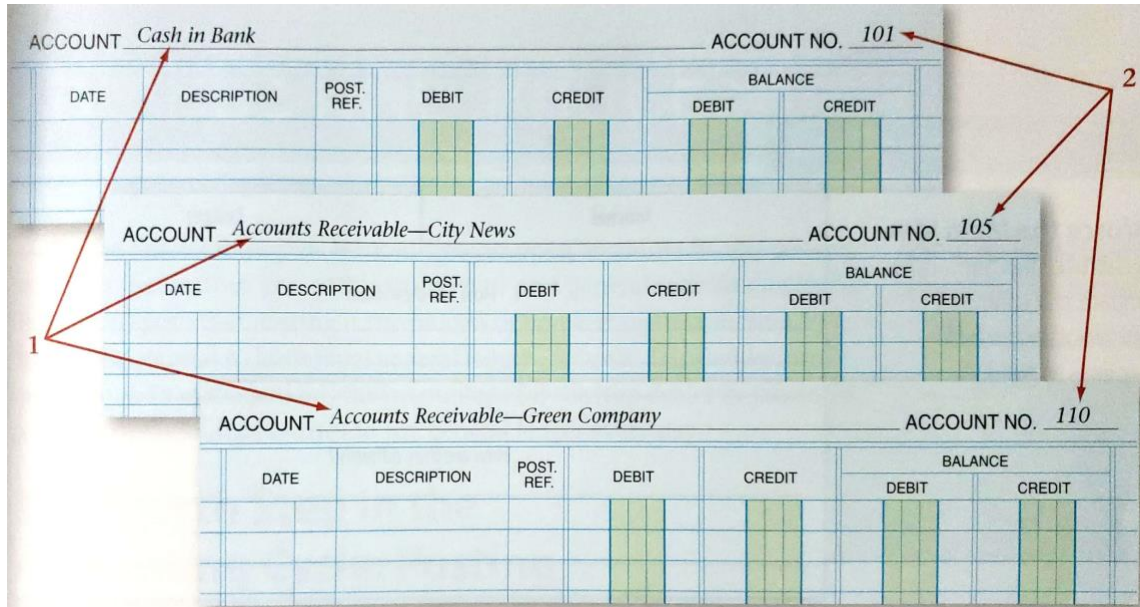 ACCOUNT Cash in Bank ACCOUNT NO. 101
2
BALANCE
DATE DESCRIPTION POST. REF. DEBIT CREDIT
DEBIT CREDIT
ACCOUNT Accounts Receivable—City News ACCOUNT NO. 105
BALANCE
DATE DESCRIPTION POST. REF. DEBIT CREDIT
DEBIT CREDIT
1
ACCOUNT Accounts Receivable—Green Company ACCOUNT NO. 110
BALANCE
DATE DESCRIPTION POST. REF. DEBIT CREDIT
DEBIT CREDIT